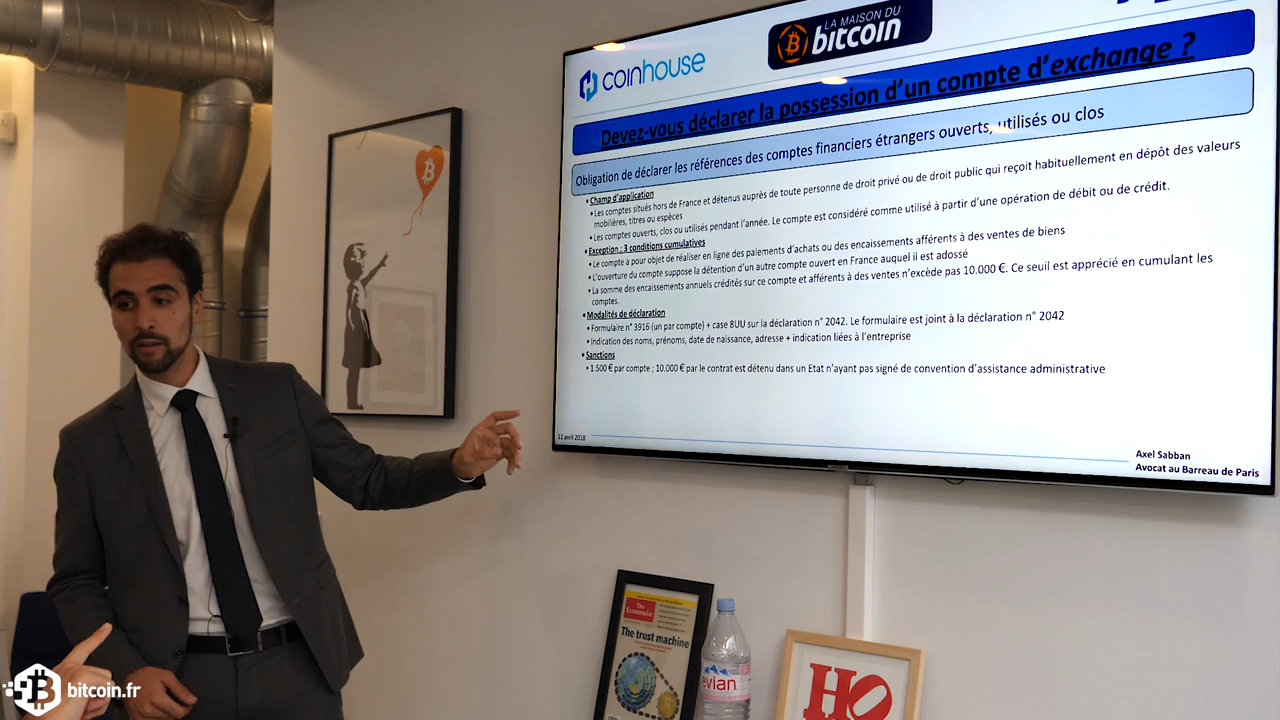 coinhouse
LA MAISON DU
bitcoin
Devez-vous déclarer la possession d'un compte d'exchange ?
Obligation de déclarer les références des comptes financiers étrangers ouverts, utilisés ou clos
• Champ d'application
• Les comptes situés hors de France et détenus auprès de toute personne de droit privé ou de droit public qui reçoit habituellement en dépôt des valeurs
mobilières, titres ou espèces
• Les comptes ouverts, clos ou utilisés pendant l'année. Le compte est considéré comme utilisé à partir d'une opération de débit ou de crédit.
• Exception : 3 conditions cumulatives
• Le compte a pour objet de réaliser en ligne des paiements d'achats ou des encaissements afférents à des ventes de biens
• L'ouverture du compte suppose la détention d'un autre compte ouvert en France auquel il est adossé
• La somme des encaissements annuels crédités sur ce compte et afférents à des ventes n'excède pas 10.000 €. Ce seuil est apprécié en cumulant les
comptes.
• Modalités de déclaration
• Formulaire n° 3916 (un par compte) + case 8UU sur la déclaration n° 2042. Le formulaire est joint à la déclaration n° 2042
• Indication des noms, prénoms, date de naissance, adresse + indication liées à l'entreprise
• Sanctions
• 1.500 € par compte ; 10.000 € par le contrat est détenu dans un Etat n'ayant pas signé de convention d'assistance administrative
11 avril 2018
Axel Sabban
Avocat au Barreau de Paris
The
Economist
The trust machine
evian
HO
bitcoin.fr